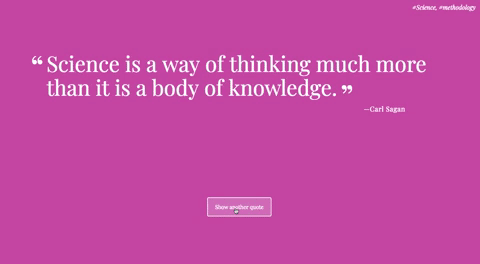 #Science, #methodology
“Science is a way of thinking much more
than it is a body of knowledge.”
—Carl Sagan
Show another quote